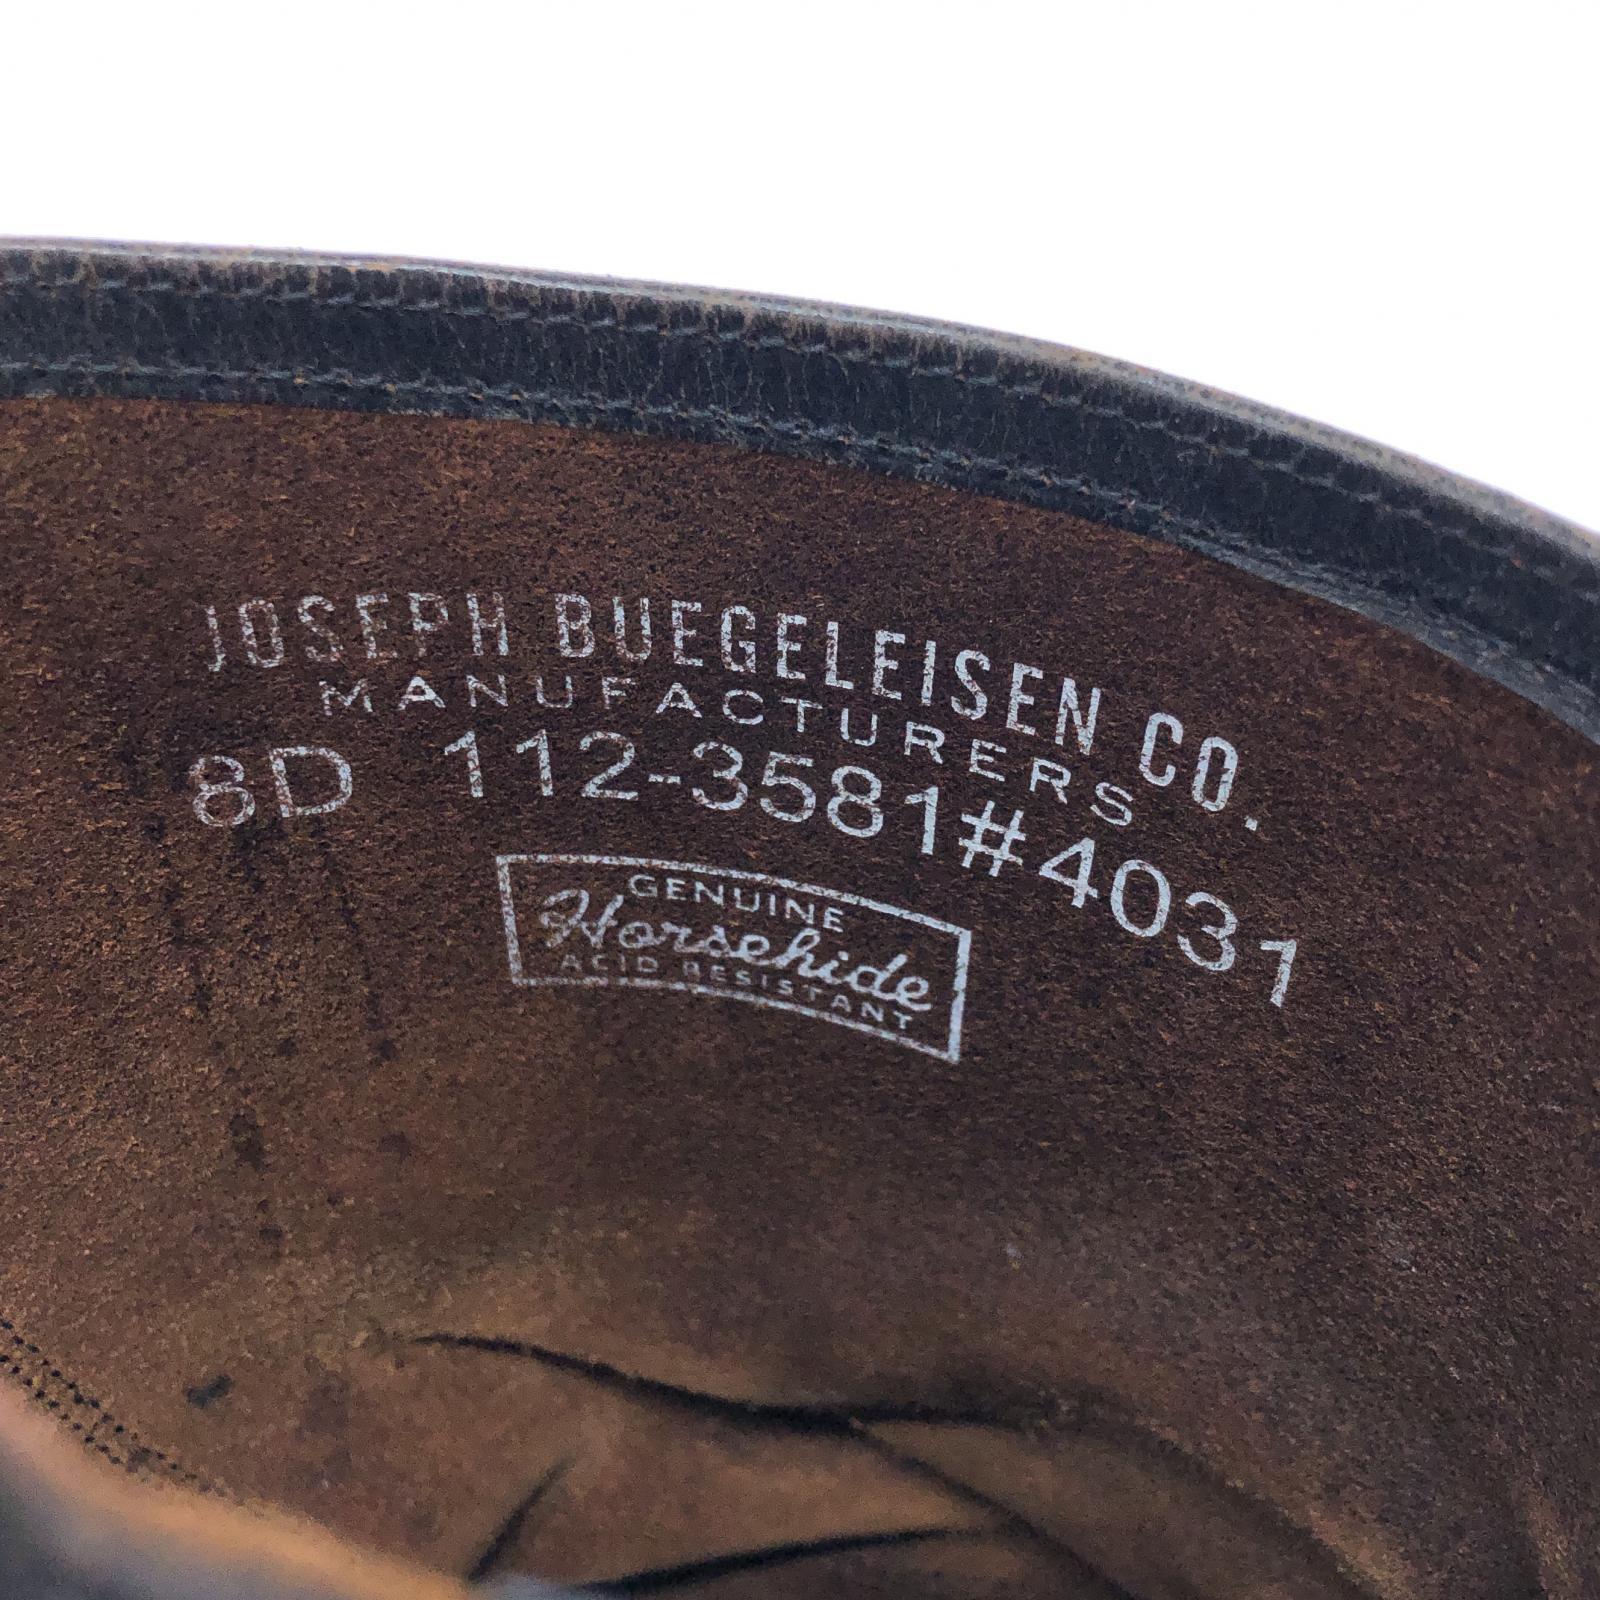 JOSEPH BUEGELEISEN CO.
MANUFACTURERS
8D 112-3581#4031
GENUINE
Horsehide
ACID RESISTANT